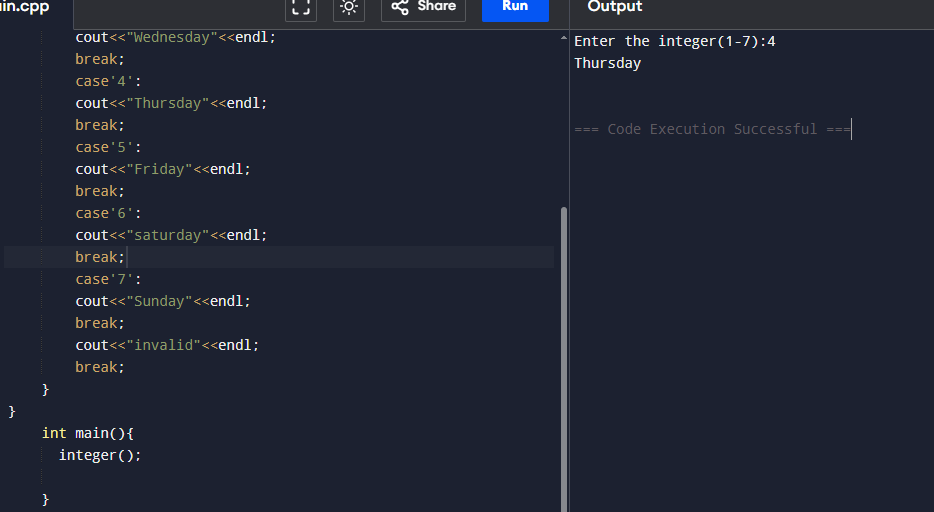 in.cpp
Share
Run
Output
cout<<"Wednesday"<<endl;
break;
case'4':
cout<<"Thursday"<<endl;
break;
case'5':
cout<<"Friday"<<endl;
break;
case'6':
cout<<"saturday"<<endl;
break;
case'7':
cout<<"Sunday"<<endl;
break;
cout<<"invalid"<<endl;
break;
}
}
int main(){
integer();
}
Enter the integer(1-7):4
Thursday
=== Code Execution Successful ===